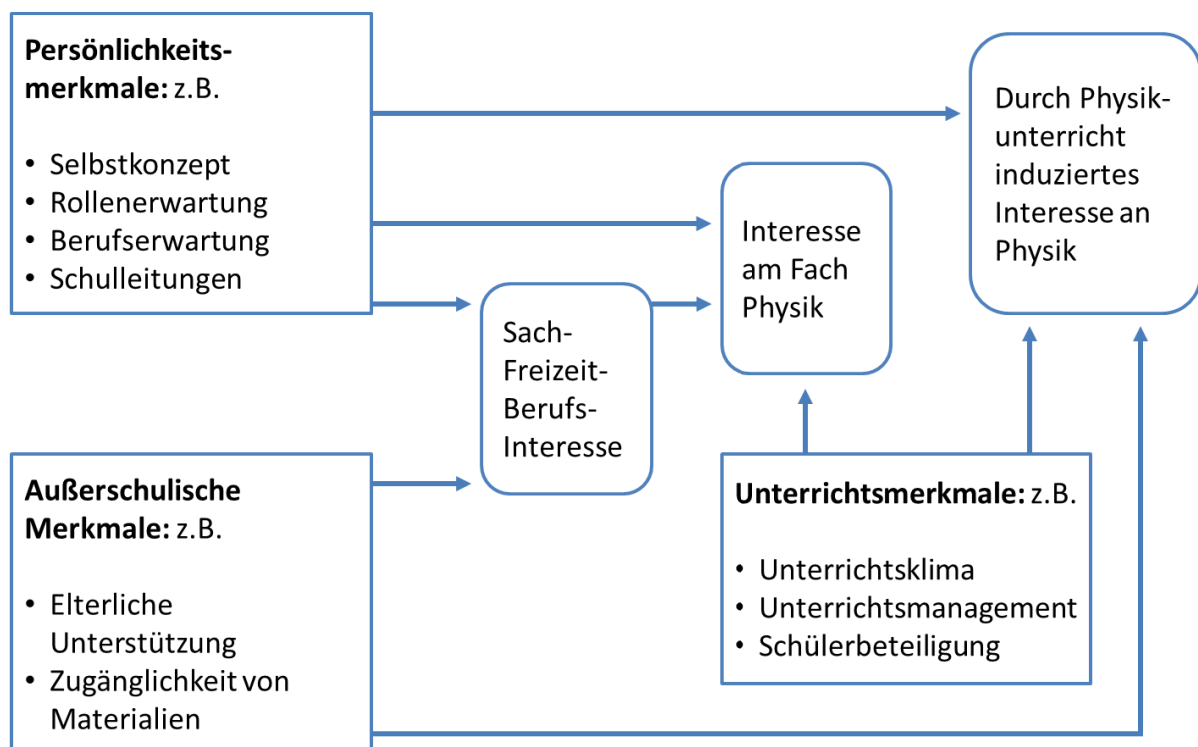 Persönlichkeits-
merkmale: z.B.
• Selbstkonzept
• Rollenerwartung
• Berufserwartung
• Schulleitungen
Durch Physik-
unterricht
induziertes
Interesse an
Physik
Interesse
am Fach
Physik
Sach-
Freizeit-
Berufs-
Interesse
Außerschulische
Merkmale: z.B.
• Elterliche
Unterstützung
• Zugänglichkeit von
Materialien
Unterrichtsmerkmale: z.B.
• Unterrichtsklima
• Unterrichtsmanagement
• Schülerbeteiligung